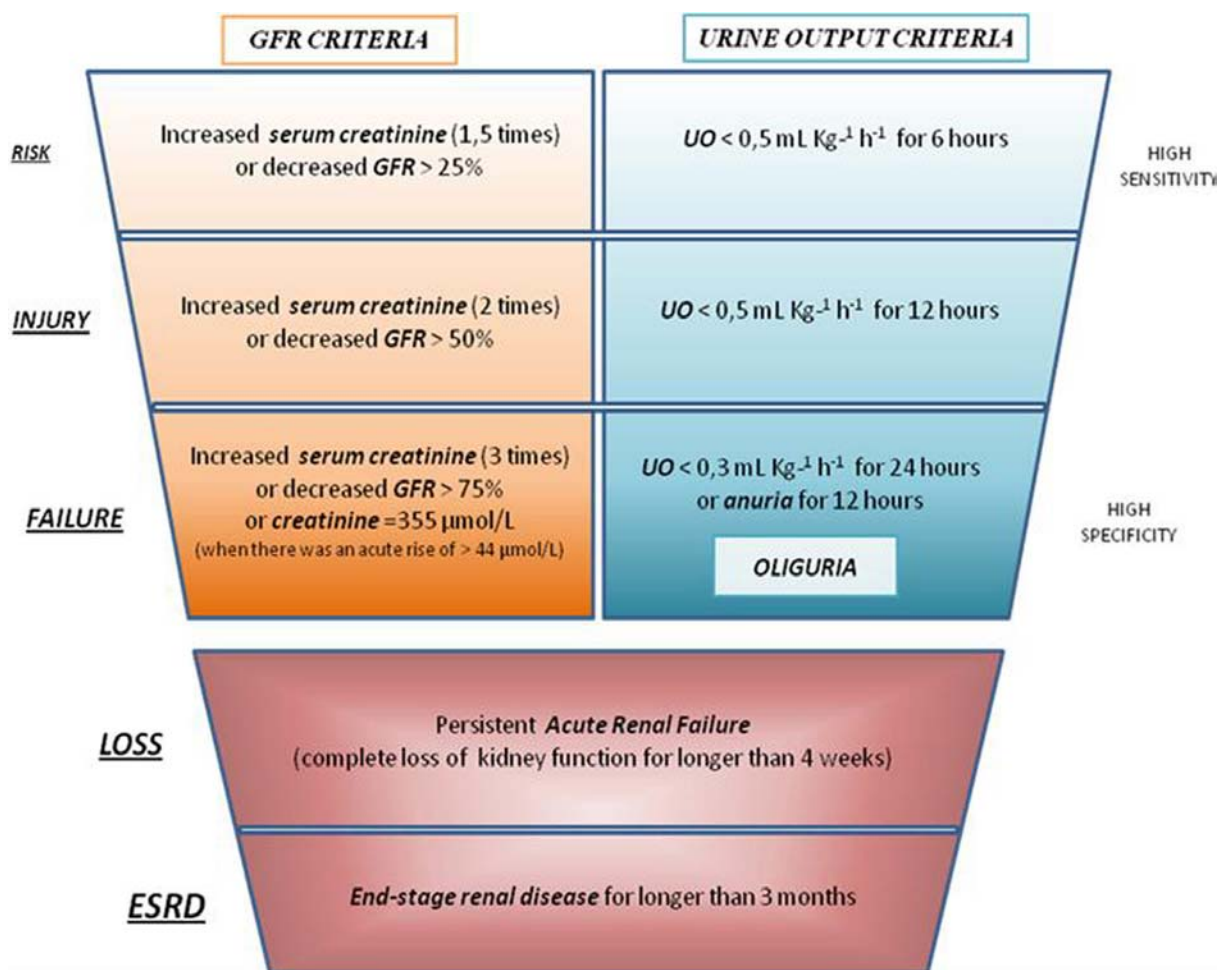 GFR CRITERIA
URINE OUTPUT CRITERIA
RISK
Increased serum creatinine (1,5 times)
or decreased GFR > 25%
UO < 0,5 mL Kg-¹ h-¹ for 6 hours
HIGH
SENSITIVITY
INJURY
Increased serum creatinine (2 times)
or decreased GFR > 50%
UO < 0,5 mL Kg-¹ h-¹ for 12 hours
FAILURE
Increased serum creatinine (3 times)
or decreased GFR > 75%
or creatinine =355 µmol/L
(when there was an acute rise of > 44 µmol/L)
UO < 0,3 mL Kg-¹ h-¹ for 24 hours
or anuria for 12 hours
OLIGURIA
HIGH
SPECIFICITY
LOSS
Persistent Acute Renal Failure
(complete loss of kidney function for longer than 4 weeks)
ESRD
End-stage renal disease for longer than 3 months